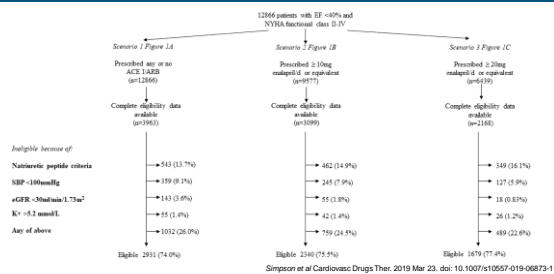 12866 patients with EF <40% and
NYHA functional class II-IV
Scenario 1 Figure 1A
Prescribed any or no
ACE I/ARB
(n=12866)
Complete eligibility data
available
(n=3963)
Scenario 2 Figure 1B
Prescribed ≥10mg
enalapril/d or equivalent
(n=9577)
Complete eligibility data
available
(n=3099)
Scenario 3 Figure 1C
Prescribed ≥20mg
enalapril/d or equivalent
(n=6439)
Complete eligibility data
available
(n=2168)
Ineligible because of:
Natriuretic peptide criteria 543 (13.7%) 462 (14.9%) 349 (16.1%)
SBP <100mmHg 359 (9.1%) 245 (7.9%) 127 (5.9%)
eGFR <30ml/min/1.73m² 143 (3.6%) 55 (1.8%) 18 (0.83%)
K+ >5.2 mmol/L 55 (1.4%) 42 (1.4%) 26 (1.2%)
Any of above 1032 (26.0%) 759 (24.5%) 489 (22.6%)
Eligible 2931 (74.0%) Eligible 2340 (75.5%) Eligible 1679 (77.4%)
Simpson et al Cardiovasc Drugs Ther. 2019 Mar 23. doi: 10.1007/s10557-019-06873-1